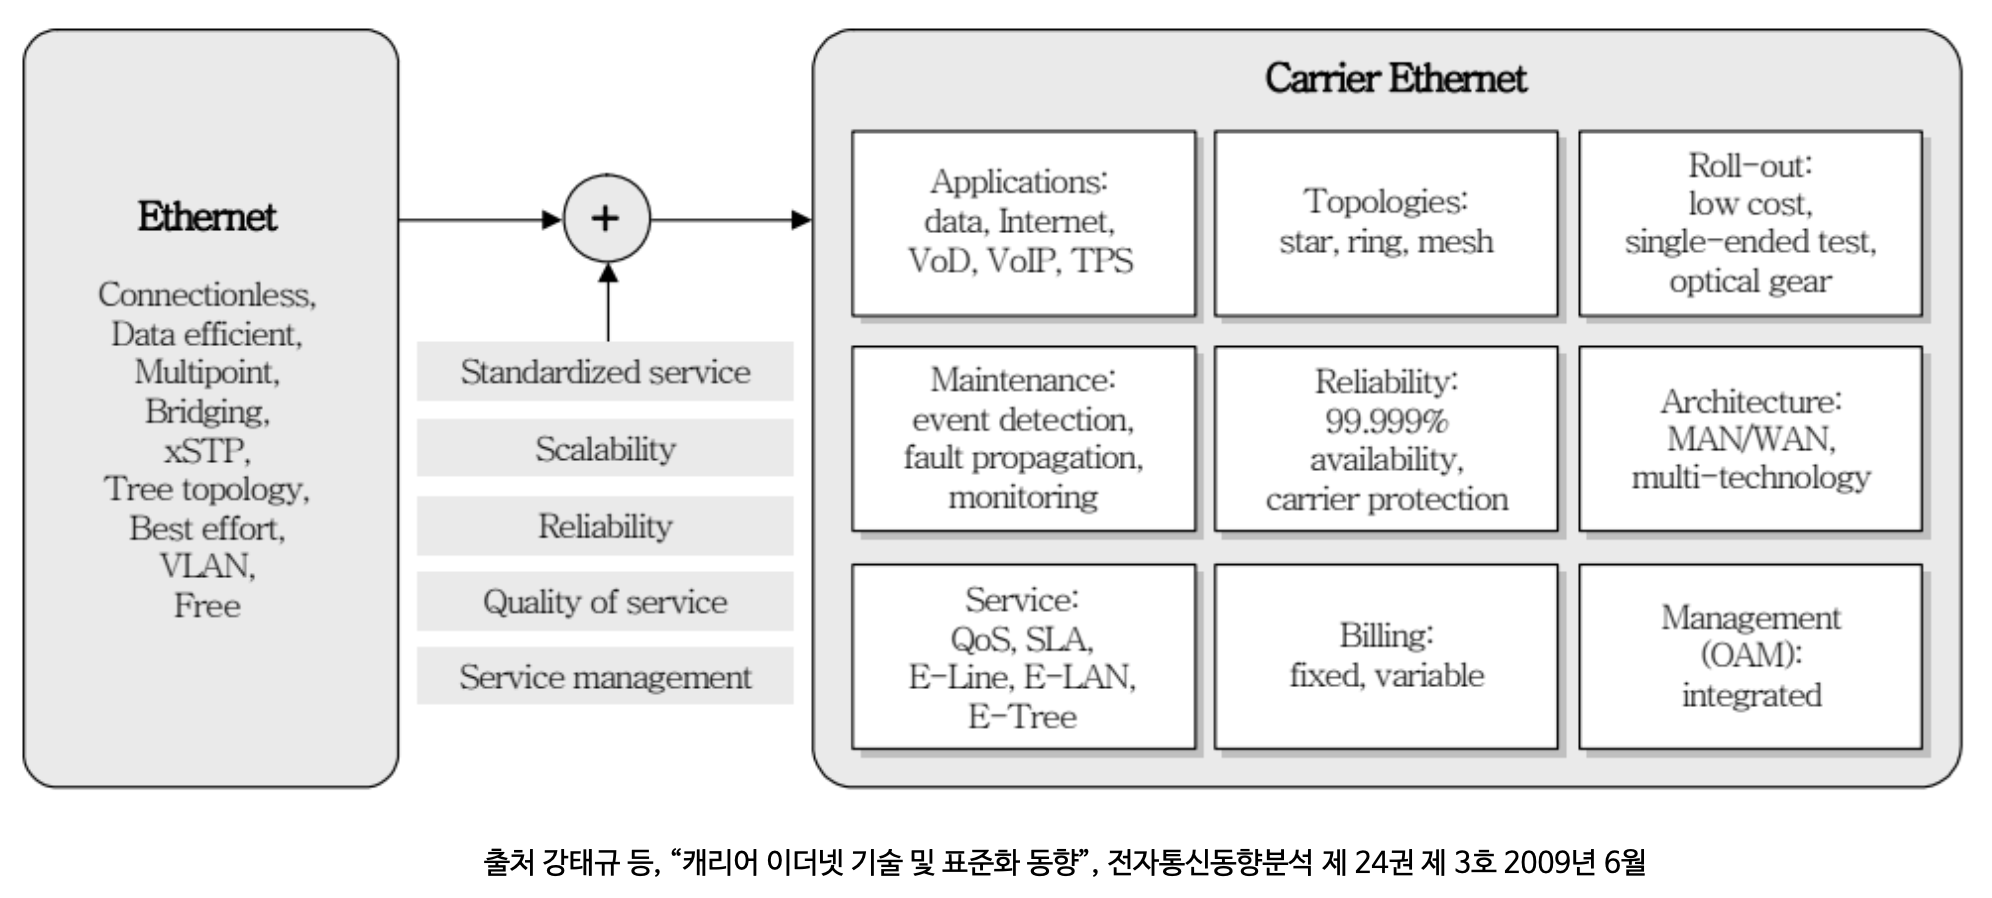 Ethernet
Connectionless,
Data efficient,
Multipoint,
Bridging,
xSTP,
Tree topology,
Best effort,
VLAN,
Free
+
Standardized service
Scalability
Reliability
Quality of service
Service management
Carrier Ethernet
Applications:
data, Internet,
VoD, VoIP, TPS
Topologies:
star, ring, mesh
Roll-out:
low cost,
single-ended test,
optical gear
Maintenance:
event detection,
fault propagation,
monitoring
Reliability:
99.999%
availability,
carrier protection
Architecture:
MAN/WAN,
multi-technology
Service:
QoS, SLA,
E-Line, E-LAN,
E-Tree
Billing:
fixed, variable
Management
(OAM):
integrated
출처 강태규 등, “캐리어 이더넷 기술 및 표준화 동향”, 전자통신동향분석 제 24권 제 3호 2009년 6월